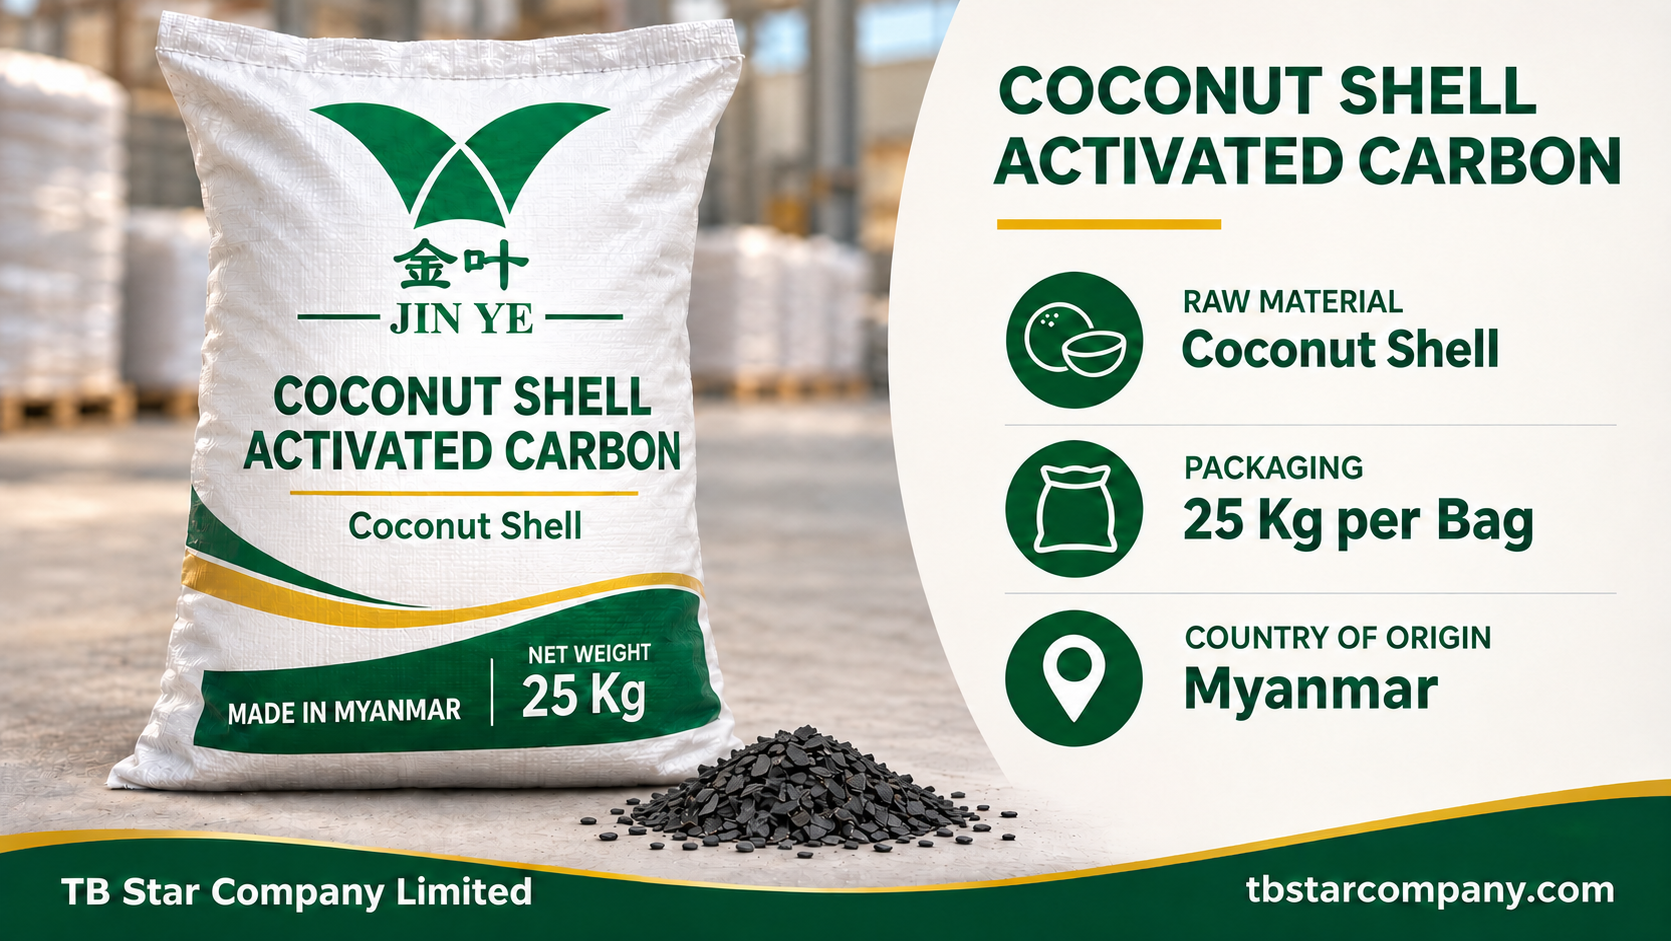 金叶
JIN YE
COCONUT SHELL
ACTIVATED CARBON
Coconut Shell
MADE IN MYANMAR
NET WEIGHT
25 Kg
COCONUT SHELL
ACTIVATED CARBON
RAW MATERIAL
Coconut Shell
PACKAGING
25 Kg per Bag
COUNTRY OF ORIGIN
Myanmar
TB Star Company Limited
tbstarcompany.com